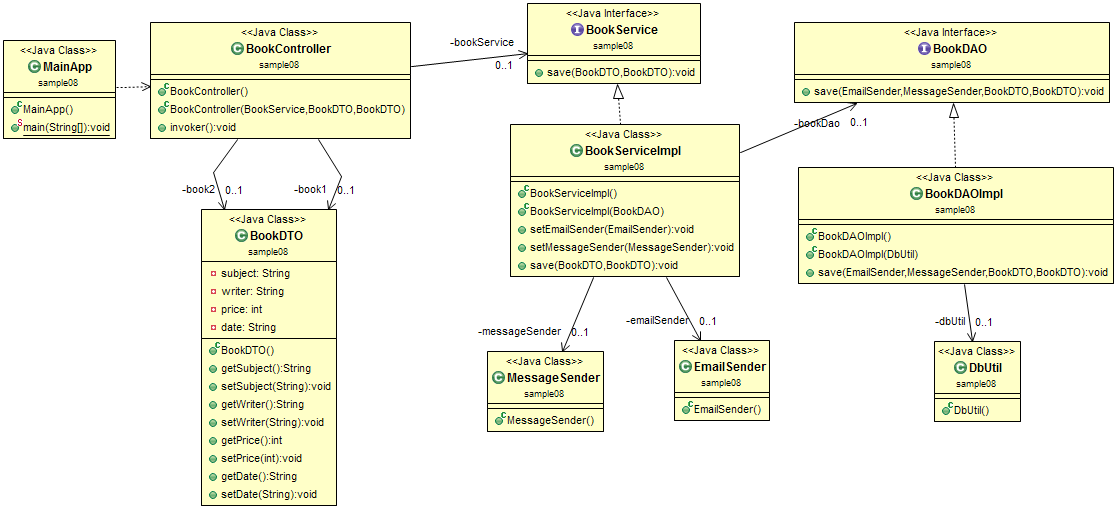 <<Java Class>>
MainApp
sample08
MainApp()
main(String[]):void
<<Java Class>>
BookController
sample08
BookController()
BookController(BookService,BookDTO,BookDTO)
invoker():void
-bookService
0..1
<<Java Interface>>
BookService
sample08
save(BookDTO,BookDTO):void
<<Java Interface>>
BookDAO
sample08
save(EmailSender,MessageSender,BookDTO,BookDTO):void
-book2
0..1
-book1
0..1
<<Java Class>>
BookDTO
sample08
subject: String
writer: String
price: int
date: String
BookDTO()
getSubject():String
setSubject(String):void
getWriter():String
setWriter(String):void
getPrice():int
setPrice(int):void
getDate():String
setDate(String):void
<<Java Class>>
BookServiceImpl
sample08
BookServiceImpl()
BookServiceImpl(BookDAO)
setEmailSender(EmailSender):void
setMessageSender(MessageSender):void
save(BookDTO,BookDTO):void
-bookDao
0..1
<<Java Class>>
BookDAOImpl
sample08
BookDAOImpl()
BookDAOImpl(DbUtil)
save(EmailSender,MessageSender,BookDTO,BookDTO):void
-messageSender
0..1
-emailSender
0..1
-dbUtil
0..1
<<Java Class>>
MessageSender
sample08
MessageSender()
<<Java Class>>
EmailSender
sample08
EmailSender()
<<Java Class>>
DbUtil
sample08
DbUtil()